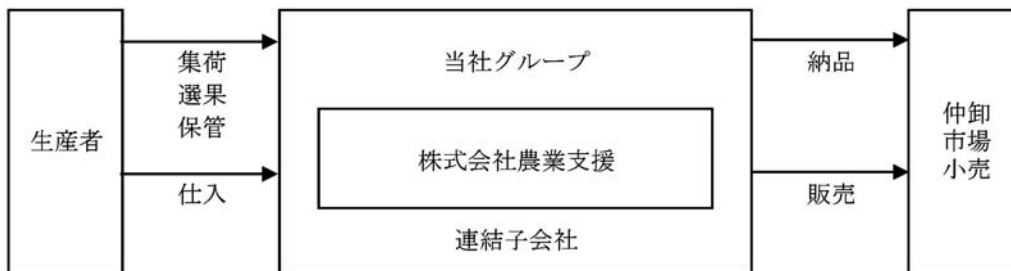 生産者
集荷
選果
保管
仕入
当社グループ
株式会社農業支援
連結子会社
納品
販売
仲卸
市場
小売